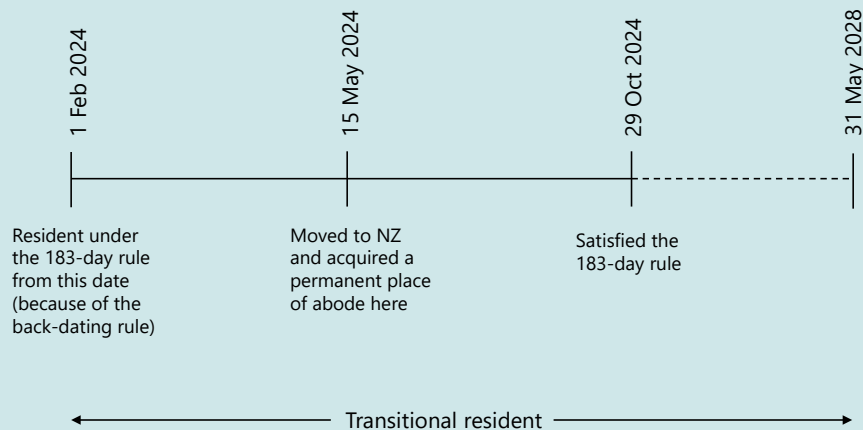 1 Feb 2024
15 May 2024
29 Oct 2024
31 May 2028
Resident under
the 183-day rule
from this date
(because of the
back-dating rule)
Moved to NZ
and acquired a
permanent place
of abode here
Satisfied the
183-day rule
Transitional resident